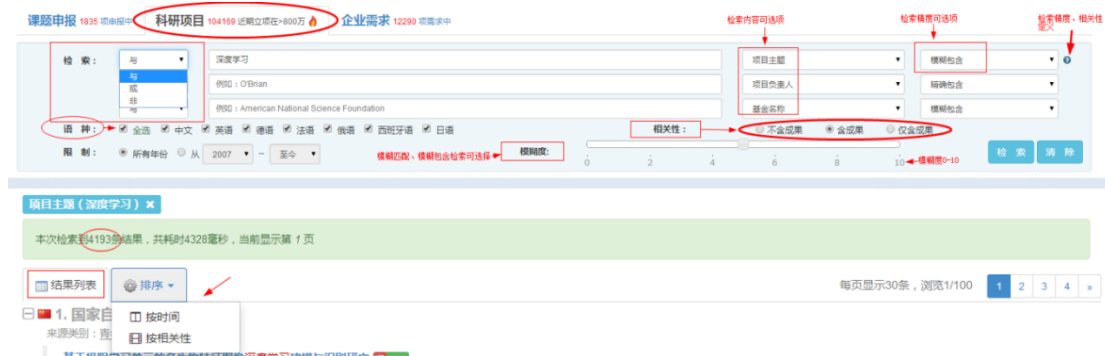 课题申报 1835 项申报中 科研项目 104169 近期立项在>800万 企业需求 12290 项需求中
检索内容可选项 检索精度可选项 检索精度、相关性
定义
检 索： 与 深度学习 项目主题 模糊包含
与
或
非
例如：O'Brian 项目负责人 精确包含
与 例如：American National Science Foundation 基金名称 模糊包含
语 种： 全选 中文 英语 德语 法语 俄语 西班牙语 日语 相关性： 不含成果 含成果 仅含成果
限 制： 所有年份 从 2007 - 至今 模糊匹配、模糊包含检索可选择 模糊度: 0 2 4 6 8 10 模糊度0-10 检 索 清 除
项目主题 ( 深度学习 ) ×
本次检索到4193条结果，共耗时4328毫秒，当前显示第 1 页
结果列表 排序 每页显示30条，浏览1/100 1 2 3 4 »
按时间
按相关性
1. 国家自
来源类别：青